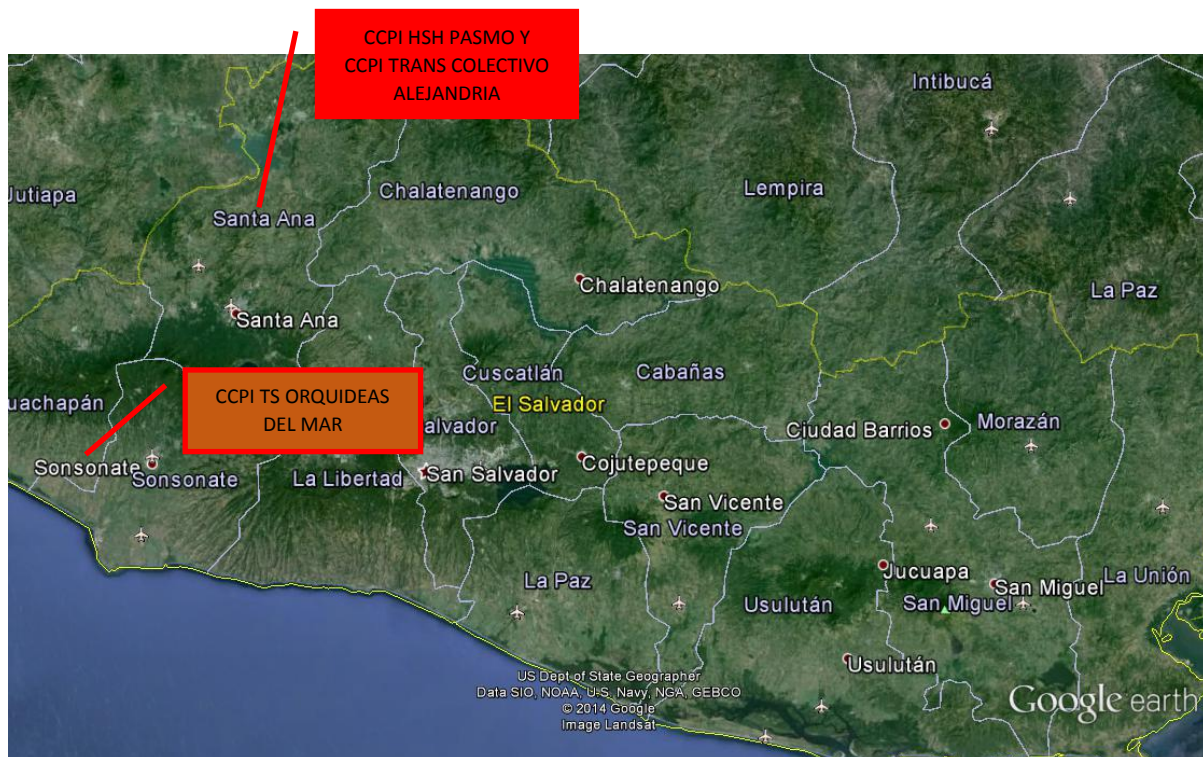 CCPI HSH PASMO Y
CCPI TRANS COLECTIVO
ALEJANDRIA
Intibucá
Jutiapa
Chalatenango
Lempira
Santa Ana
Chalatenango
La Paz
Santa Ana
Cuscatlán
Cabañas
uachapán
CCPI TS ORQUIDEAS
DEL MAR
El Salvador
alvador
Ciudad Barrios
Morazán
Sonsonate
Sonsonate
La Libertad
San Salvador
Cojutepeque
San Vicente
San Vicente
La Paz
Jucuapa
San Miguel
La Unión
Usulután
San Miguel
Usulután
US Dept of State Geographer
Data SIO, NOAA, U.S. Navy, NGA, GEBCO
© 2014 Google
Image Landsat
Google earth